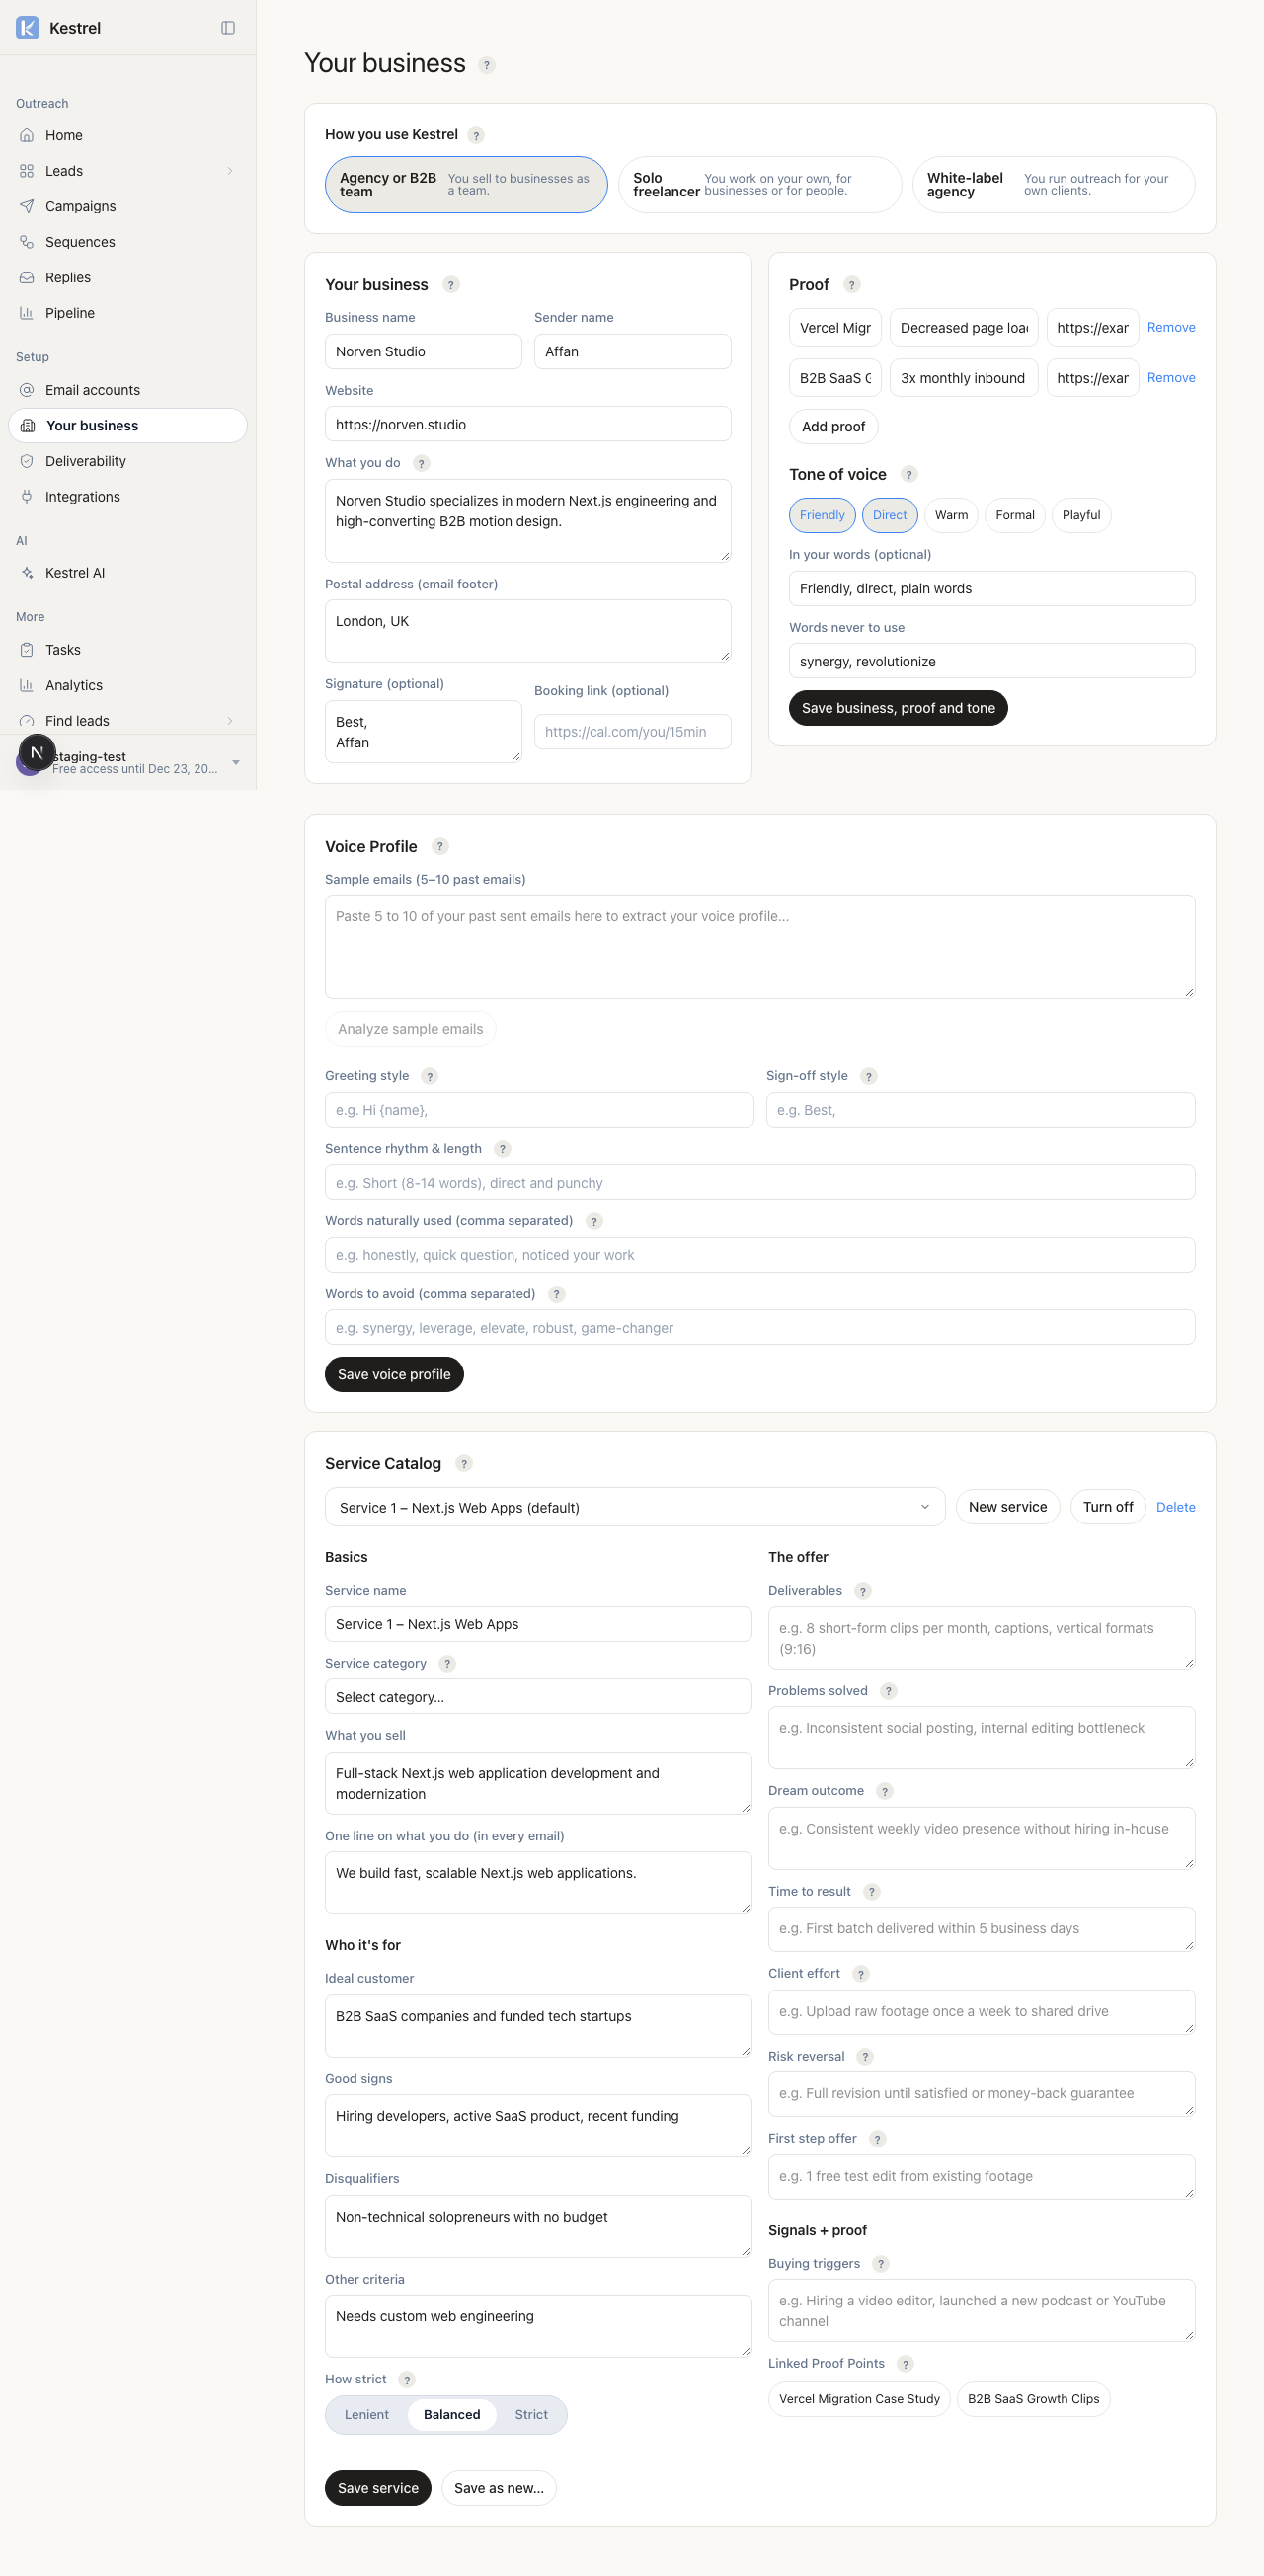 Kestrel
Outreach
Home
Leads
Campaigns
Sequences
Replies
Pipeline
Setup
Email accounts
Your business
Deliverability
Integrations
AI
Kestrel AI
More
Tasks
Analytics
Find leads
N
staging-test
Free access until Dec 23, 20...
Your business ?
How you use Kestrel ?
Agency or B2B team
You sell to businesses as a team.
Solo freelancer
You work on your own, for businesses or for people.
White-label agency
You run outreach for your own clients.
Your business ?
Business name
Norven Studio
Sender name
Affan
Website
https://norven.studio
What you do ?
Norven Studio specializes in modern Next.js engineering and
high-converting B2B motion design.
Postal address (email footer)
London, UK
Signature (optional)
Best,
Affan
Booking link (optional)
https://cal.com/you/15min
Proof ?
Vercel Migr
Decreased page loa
https://exar
Remove
B2B SaaS G
3x monthly inbound
https://exar
Remove
Add proof
Tone of voice ?
Friendly
Direct
Warm
Formal
Playful
In your words (optional)
Friendly, direct, plain words
Words never to use
synergy, revolutionize
Save business, proof and tone
Voice Profile ?
Sample emails (5–10 past emails)
Paste 5 to 10 of your past sent emails here to extract your voice profile...
Analyze sample emails
Greeting style ?
e.g. Hi {name},
Sign-off style ?
e.g. Best,
Sentence rhythm & length ?
e.g. Short (8-14 words), direct and punchy
Words naturally used (comma separated) ?
e.g. honestly, quick question, noticed your work
Words to avoid (comma separated) ?
e.g. synergy, leverage, elevate, robust, game-changer
Save voice profile
Service Catalog ?
Service 1 – Next.js Web Apps (default)
New service
Turn off
Delete
Basics
Service name
Service 1 – Next.js Web Apps
Service category ?
Select category...
What you sell
Full-stack Next.js web application development and
modernization
One line on what you do (in every email)
We build fast, scalable Next.js web applications.
Who it's for
Ideal customer
B2B SaaS companies and funded tech startups
Good signs
Hiring developers, active SaaS product, recent funding
Disqualifiers
Non-technical solopreneurs with no budget
Other criteria
Needs custom web engineering
How strict ?
Lenient
Balanced
Strict
The offer
Deliverables ?
e.g. 8 short-form clips per month, captions, vertical formats
(9:16)
Problems solved ?
e.g. Inconsistent social posting, internal editing bottleneck
Dream outcome ?
e.g. Consistent weekly video presence without hiring in-house
Time to result ?
e.g. First batch delivered within 5 business days
Client effort ?
e.g. Upload raw footage once a week to shared drive
Risk reversal ?
e.g. Full revision until satisfied or money-back guarantee
First step offer ?
e.g. 1 free test edit from existing footage
Signals + proof
Buying triggers ?
e.g. Hiring a video editor, launched a new podcast or YouTube
channel
Linked Proof Points ?
Vercel Migration Case Study
B2B SaaS Growth Clips
Save service
Save as new...